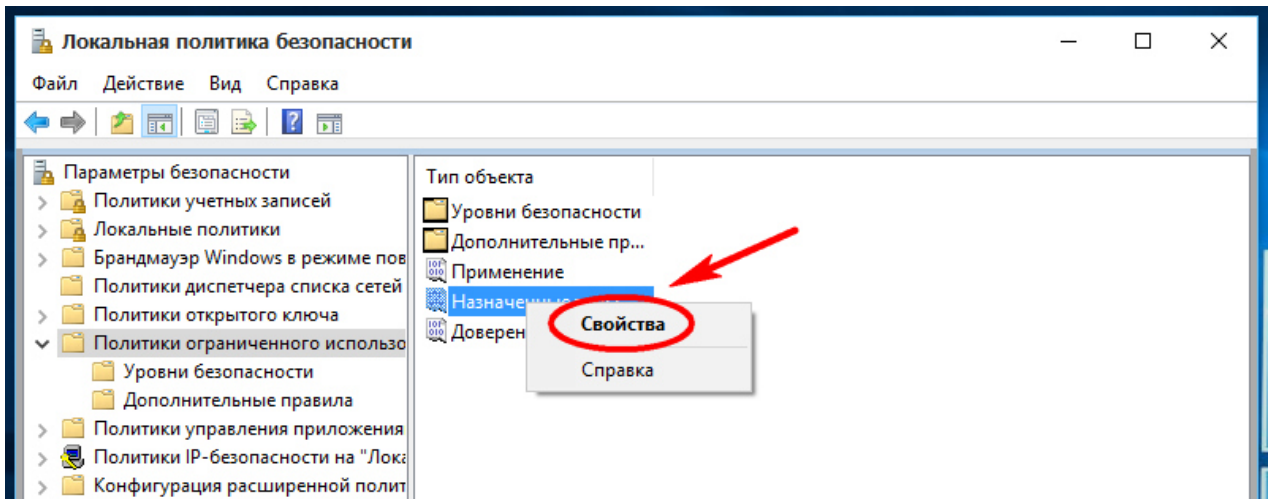 Локальная политика безопасности
Файл Действие Вид Справка
Параметры безопасности
Политики учетных записей
Локальные политики
Брандмауэр Windows в режиме пов
Политики диспетчера списка сетей
Политики открытого ключа
Политики ограниченного использо
Уровни безопасности
Дополнительные правила
Политики управления приложения
Политики IP-безопасности на "Лока
Конфигурация расширенной полит
Тип объекта
Уровни безопасности
Дополнительные пр...
Применение
Доверен
Свойства
Справка